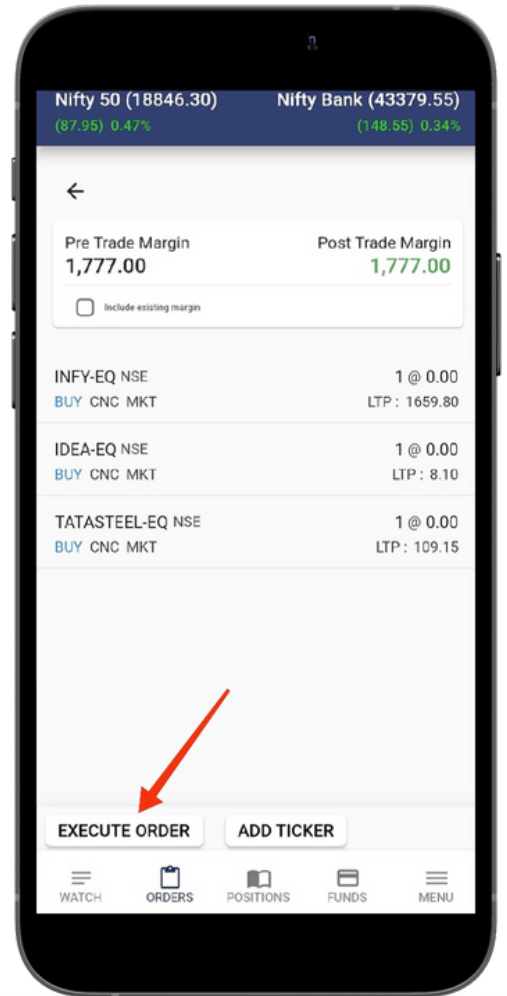 Nifty 50 (18846.30) Nifty Bank (43379.55)
(87.95) 0.47% (148.55) 0.34%
Pre Trade Margin Post Trade Margin
1,777.00 1,777.00
Include existing margin
INFY-EQ NSE 1 @ 0.00
BUY CNC MKT LTP : 1659.80
IDEA-EQ NSE 1 @ 0.00
BUY CNC MKT LTP : 8.10
TATASTEEL-EQ NSE 1 @ 0.00
BUY CNC MKT LTP : 109.15
EXECUTE ORDER ADD TICKER
WATCH ORDERS POSITIONS FUNDS MENU